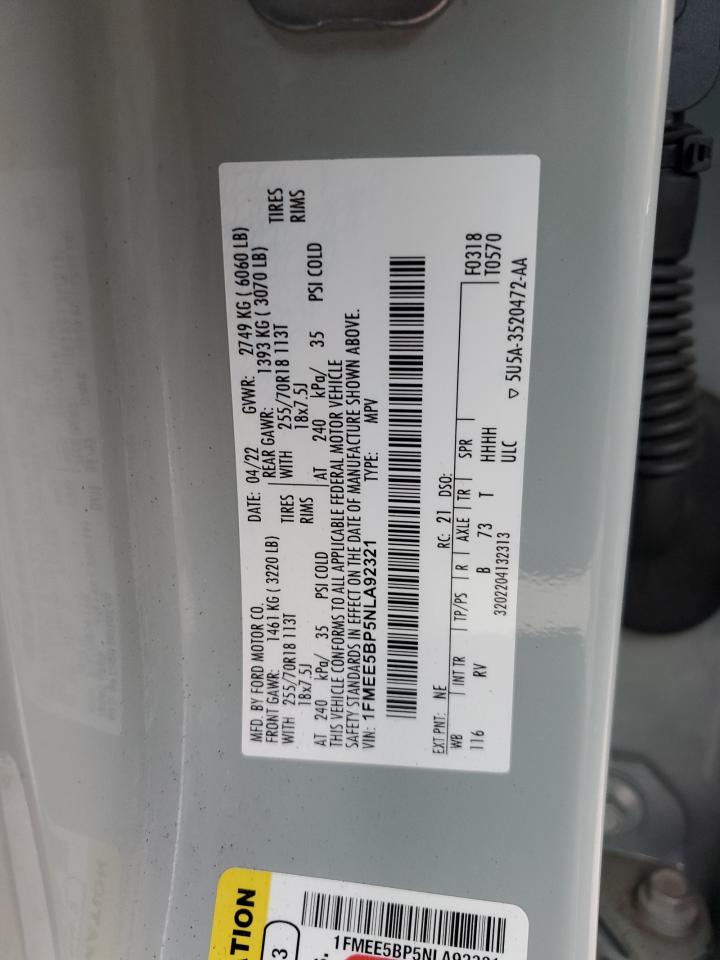 MFD. BY FORD MOTOR CO.
DATE: 04/22 GVWR: 2749 KG ( 6060 LB)
FRONT GAWR: 1461 KG ( 3220 LB)
REAR GAWR: 1393 KG ( 3070 LB)
WITH 255/70R18 113T TIRES
WITH 255/70R18 113T TIRES
18x7.5J RIMS
18x7.5J RIMS
AT 240 kPa/ 35 PSI COLD
AT 240 kPa/ 35 PSI COLD
THIS VEHICLE CONFORMS TO ALL APPLICABLE FEDERAL MOTOR VEHICLE
SAFETY STANDARDS IN EFFECT ON THE DATE OF MANUFACTURE SHOWN ABOVE.
VIN: 1FMEE5BP5NLA92321 TYPE: MPV
EXT PNT: NE RC: 21 DSO:
WB INT TR TP/PS R AXLE TR SPR F0318
116 RV B 73 T HHHH T0570
3202204132313 ULC ▽ 5U5A-3520472-AA
ATION
3
1FMEE5BP5NLA92321